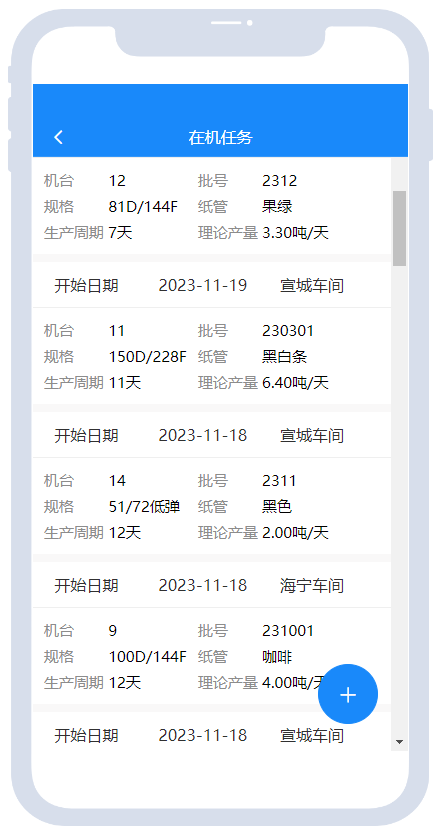 在机任务
机台 12 批号 2312
规格 81D/144F 纸管 果绿
生产周期 7天 理论产量 3.30吨/天
开始日期 2023-11-19 宣城车间
机台 11 批号 230301
规格 150D/228F 纸管 黑白条
生产周期 11天 理论产量 6.40吨/天
开始日期 2023-11-18 宣城车间
机台 14 批号 2311
规格 51/72低弹 纸管 黑色
生产周期 12天 理论产量 2.00吨/天
开始日期 2023-11-18 海宁车间
机台 9 批号 231001
规格 100D/144F 纸管 咖啡
生产周期 12天 理论产量 4.00吨/天
开始日期 2023-11-18 宣城车间